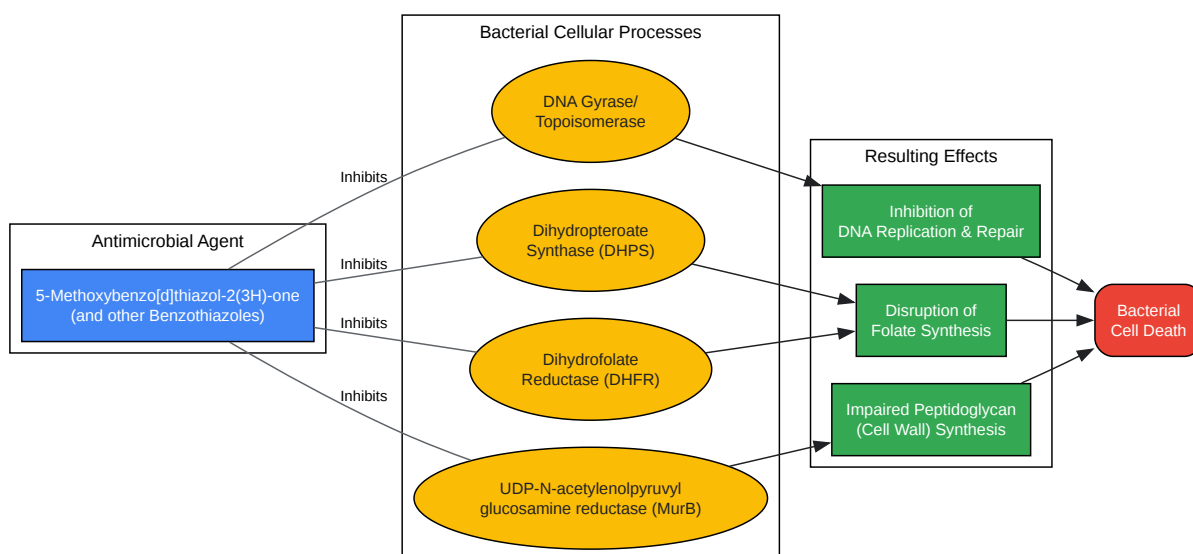 Bacterial Cellular Processes
DNA Gyrase/
Topoisomerase
Inhibits
Resulting Effects
Inhibition of
DNA Replication & Repair
Antimicrobial Agent
5-Methoxybenzo[d]thiazol-2(3H)-one
(and other Benzothiazoles)
Inhibits
Dihydropteroate
Synthase (DHPS)
Disruption of
Folate Synthesis
Bacterial
Cell Death
Inhibits
Dihydrofolate
Reductase (DHFR)
Inhibits
Impaired Peptidoglycan
(Cell Wall) Synthesis
UDP-N-acetylenolpyruvyl
glucosamine reductase (MurB)